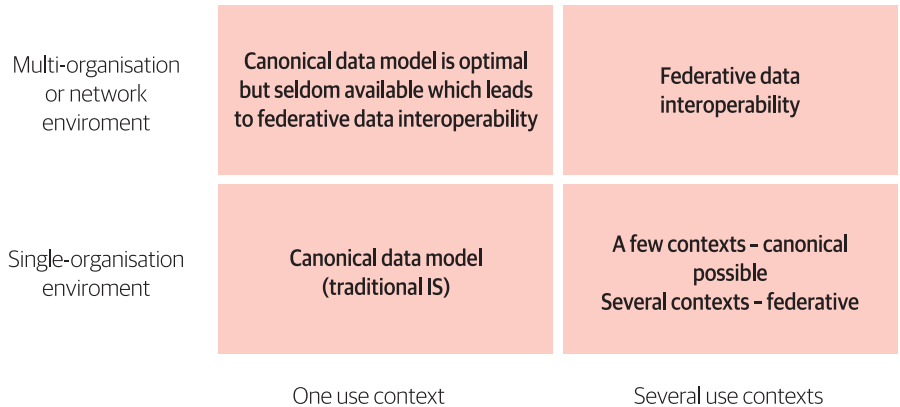 Multi-organisation
or network
enviroment
Canonical data model is optimal
but seldom available which leads
to federative data interoperability
Federative data
interoperability
Single-organisation
enviroment
Canonical data model
(traditional IS)
A few contexts – canonical
possible
Several contexts – federative
One use context
Several use contexts